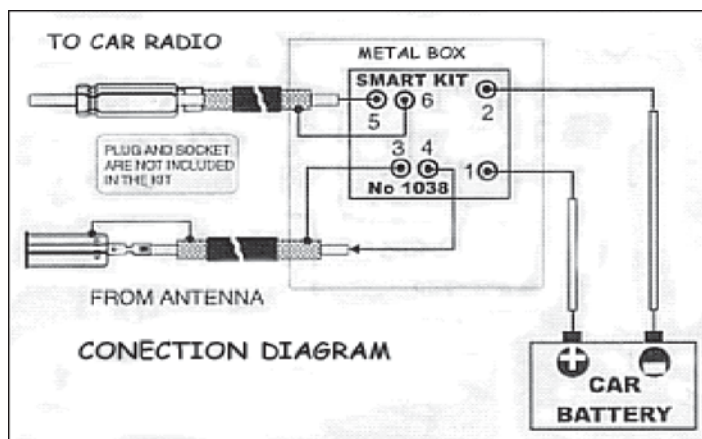 TO CAR RADIO
METAL BOX
SMART KIT
5 6 2
3 4 1
No 1038
PLUG AND SOCKET
ARE NOT INCLUDED
IN THE KIT
FROM ANTENNA
CONECTION DIAGRAM
+ -
CAR
BATTERY